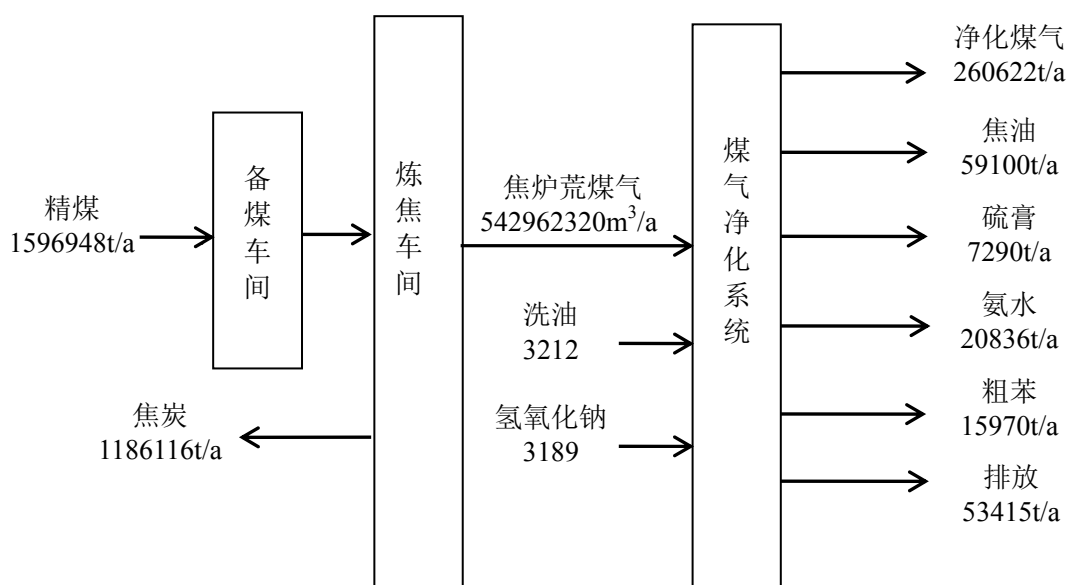 精煤
1596948t/a
备煤车间
炼焦车间
焦炭
1186116t/a
焦炉荒煤气
542962320m³/a
洗油
3212
氢氧化钠
3189
煤气净化系统
净化煤气
260622t/a
焦油
59100t/a
硫膏
7290t/a
氨水
20836t/a
粗苯
15970t/a
排放
53415t/a